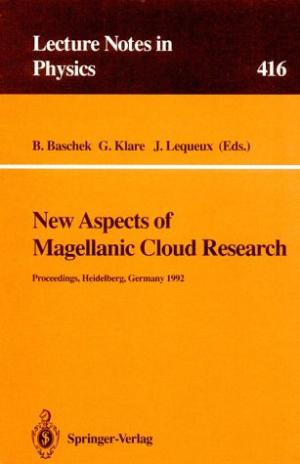 Lecture Notes in
Physics 416
B. Baschek G. Klare J. Lequeux (Eds.)
New Aspects of
Magellanic Cloud Research
Proceedings, Heidelberg, Germany 1992
Springer-Verlag